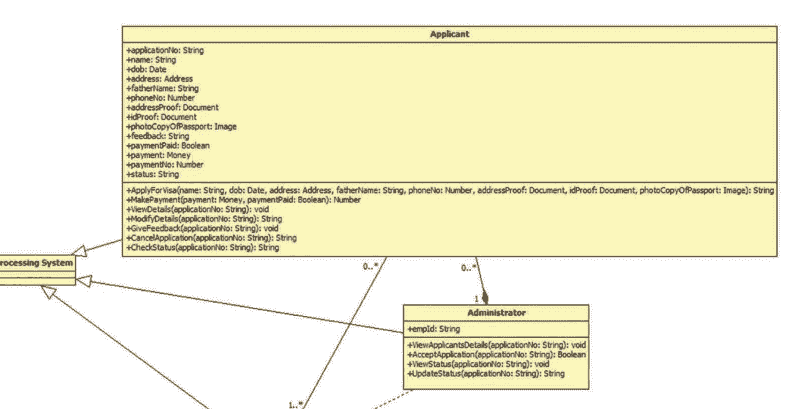 Applicant
+applicationNo: String
+name: String
+dob: Date
+address: Address
+fatherName: String
+phoneNo: Number
+addressProof: Document
+idProof: Document
+photoCopyOfPassport: Image
+feedback: String
+paymentPaid: Boolean
+payment: Money
+paymentNo: Number
+status: String
+ApplyForVisa(name: String, dob: Date, address: Address, fatherName: String, phoneNo: Number, addressProof: Document, idProof: Document, photoCopyOfPassport: Image): String
+MakePayment(payment: Money, paymentPaid: Boolean): Number
+ViewDetails(applicationNo: String): void
+ModifyDetails(applicationNo: String): String
+GiveFeedback(applicationNo: String): void
+CancelApplication(applicationNo: String): String
+CheckStatus(applicationNo: String): String
rocessing System
0..*
0..*
1
Administrator
+empId: String
+ViewApplicantsDetails(applicationNo: String): void
+AcceptApplication(applicationNo: String): Boolean
+ViewStatus(applicationNo: String): void
+UpdateStatus(applicationNo: String): String
1..*